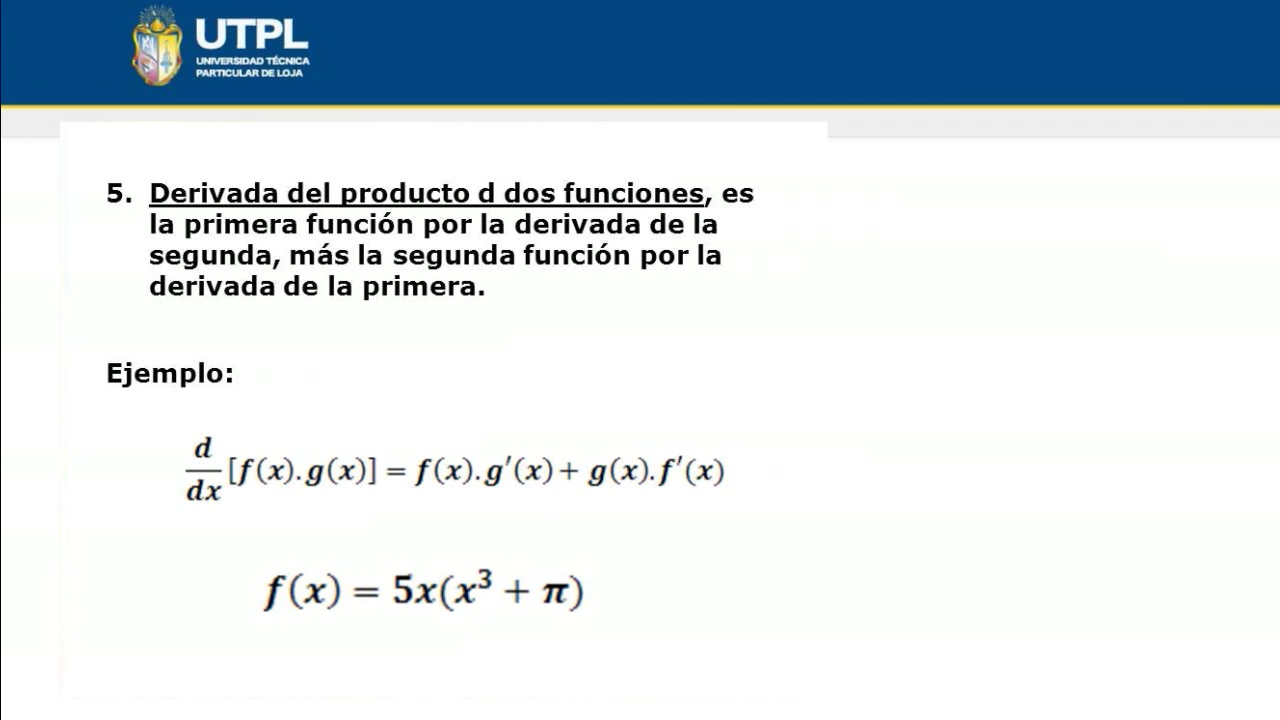 UTPL
UNIVERSIDAD TÉCNICA
PARTICULAR DE LOJA
5. Derivada del producto d dos funciones, es
la primera función por la derivada de la
segunda, más la segunda función por la
derivada de la primera.
Ejemplo:
d/dx [f(x).g(x)] = f(x).g′(x) + g(x).f′(x)
f(x) = 5x(x³ + π)